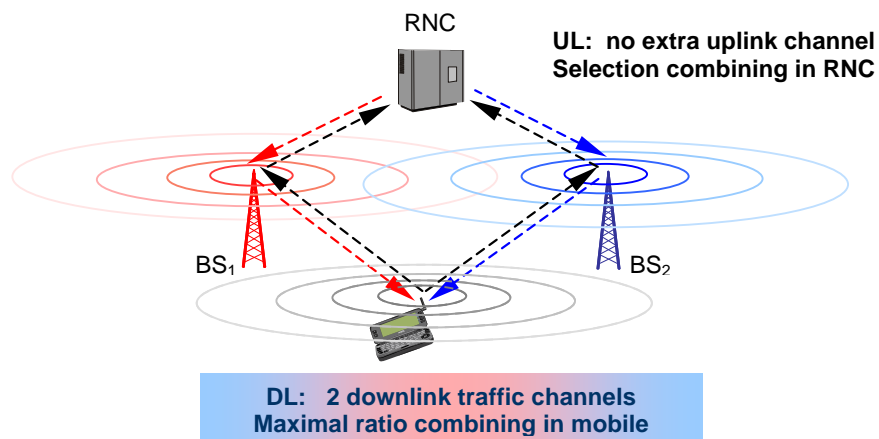 RNC
UL: no extra uplink channel
Selection combining in RNC
BS₁
BS₂
DL: 2 downlink traffic channels
Maximal ratio combining in mobile